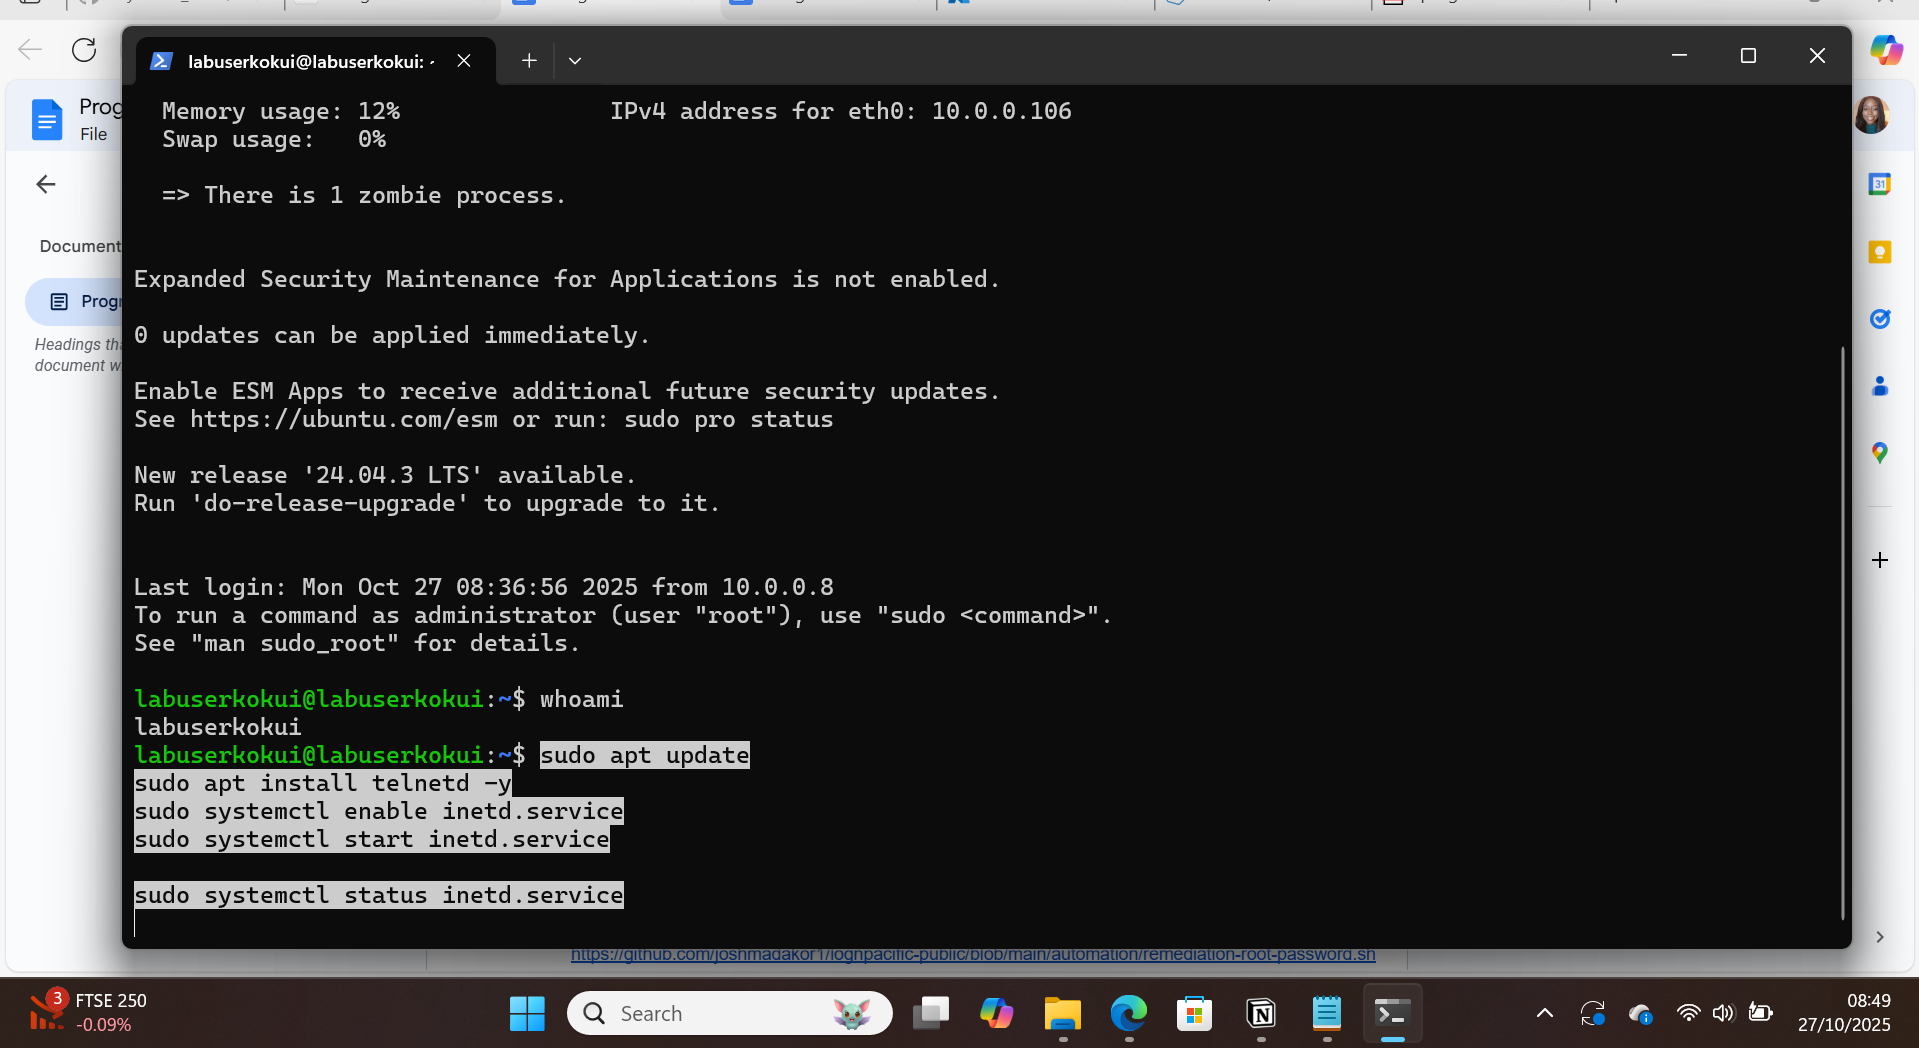 labuserkokui@labuserkokui: ~
Prog
File
Document
Progr
Headings tha
document w
Memory usage: 12% IPv4 address for eth0: 10.0.0.106
Swap usage: 0%
=> There is 1 zombie process.
Expanded Security Maintenance for Applications is not enabled.
0 updates can be applied immediately.
Enable ESM Apps to receive additional future security updates.
See https://ubuntu.com/esm or run: sudo pro status
New release '24.04.3 LTS' available.
Run 'do-release-upgrade' to upgrade to it.
Last login: Mon Oct 27 08:36:56 2025 from 10.0.0.8
To run a command as administrator (user "root"), use "sudo <command>".
See "man sudo_root" for details.
labuserkokui@labuserkokui:~$ whoami
labuserkokui
labuserkokui@labuserkokui:~$ sudo apt update
sudo apt install telnetd -y
sudo systemctl enable inetd.service
sudo systemctl start inetd.service
sudo systemctl status inetd.service
31
https://github.com/joshmadakor1/lognpacific-public/blob/main/automation/remediation-root-password.sh
3
FTSE 250
-0.09%
Search
08:49
27/10/2025